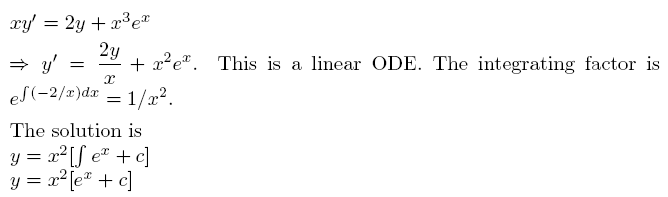 xy′ = 2y + x³eˣ
⇒ y′ = 2y/x + x²eˣ. This is a linear ODE. The integrating factor is
e^∫(−2/x)dx = 1/x².
The solution is
y = x²[∫ eˣ + c]
y = x²[eˣ + c]